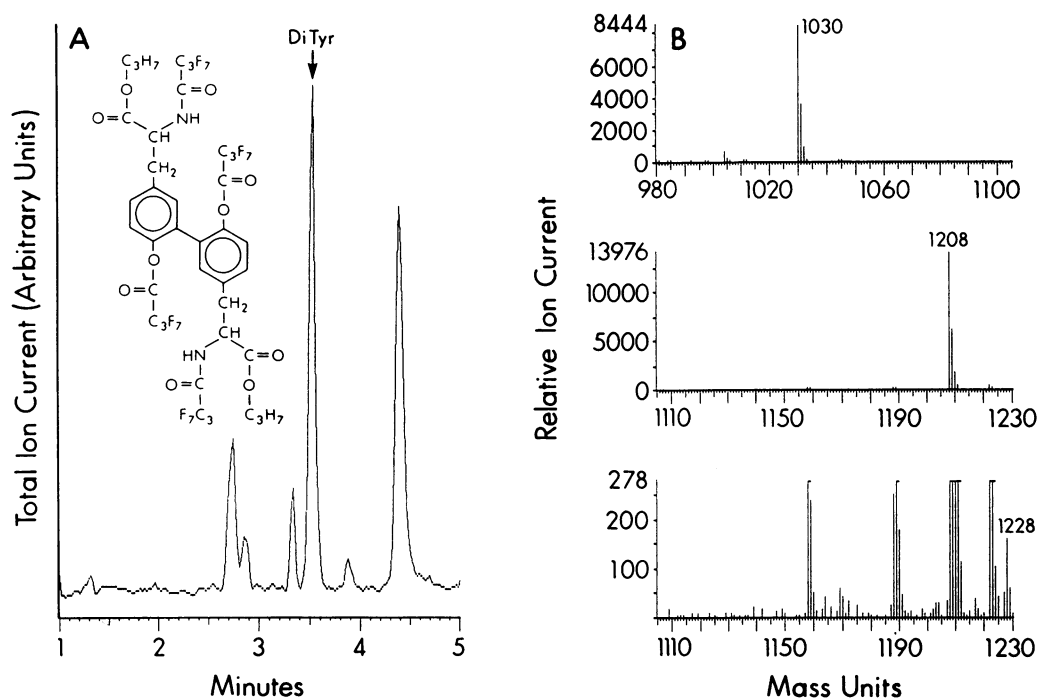 A
DiTyr
C3H7
C3F7
O
C=O
O=C
NH
CH
CH2
C3F7
C=O
O
O
O=C
C3F7
CH2
CH
HN
C=O
O=C
O
F7C3
C3H7
Total Ion Current (Arbitrary Units)
1 2 3 4 5
Minutes
B
8444
6000
4000
2000
0
1030
980 1020 1060 1100
13976
10000
5000
0
1208
1110 1150 1190 1230
278
200
100
1228
1110 1150 1190 1230
Relative Ion Current
Mass Units